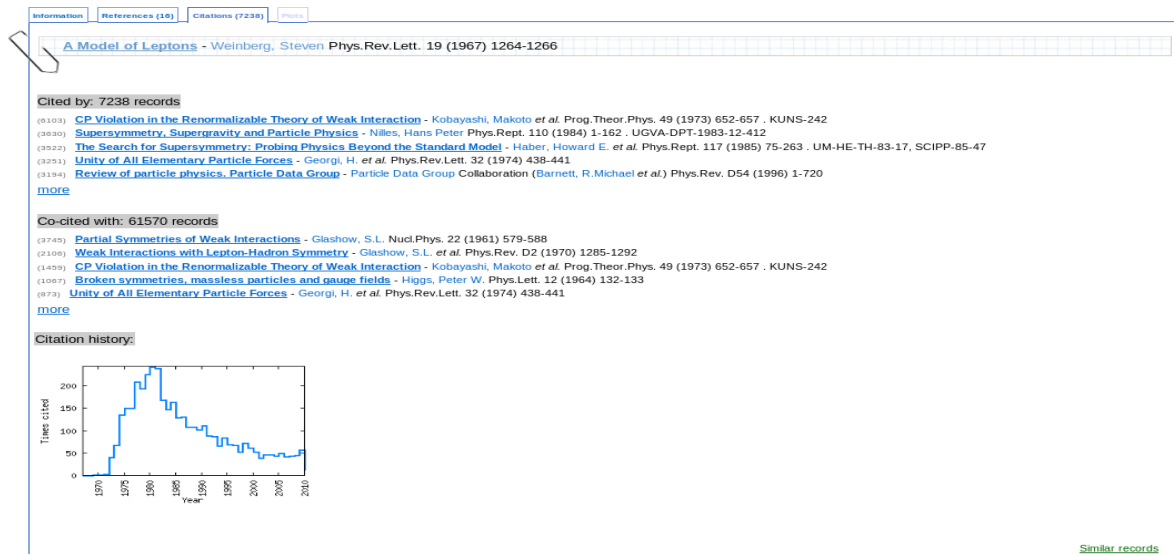 Information References (16) Citations (7238) Plots
A Model of Leptons - Weinberg, Steven Phys.Rev.Lett. 19 (1967) 1264-1266
Cited by: 7238 records
(6103) CP Violation in the Renormalizable Theory of Weak Interaction - Kobayashi, Makoto et al. Prog.Theor.Phys. 49 (1973) 652-657 . KUNS-242
(3630) Supersymmetry, Supergravity and Particle Physics - Nilles, Hans Peter Phys.Rept. 110 (1984) 1-162 . UGVA-DPT-1983-12-412
(3522) The Search for Supersymmetry: Probing Physics Beyond the Standard Model - Haber, Howard E. et al. Phys.Rept. 117 (1985) 75-263 . UM-HE-TH-83-17, SCIPP-85-47
(3251) Unity of All Elementary Particle Forces - Georgi, H. et al. Phys.Rev.Lett. 32 (1974) 438-441
(3194) Review of particle physics. Particle Data Group - Particle Data Group Collaboration (Barnett, R.Michael et al.) Phys.Rev. D54 (1996) 1-720
more
Co-cited with: 61570 records
(3745) Partial Symmetries of Weak Interactions - Glashow, S.L. Nucl.Phys. 22 (1961) 579-588
(2106) Weak Interactions with Lepton-Hadron Symmetry - Glashow, S.L. et al. Phys.Rev. D2 (1970) 1285-1292
(1459) CP Violation in the Renormalizable Theory of Weak Interaction - Kobayashi, Makoto et al. Prog.Theor.Phys. 49 (1973) 652-657 . KUNS-242
(1067) Broken symmetries, massless particles and gauge fields - Higgs, Peter W. Phys.Lett. 12 (1964) 132-133
(873) Unity of All Elementary Particle Forces - Georgi, H. et al. Phys.Rev.Lett. 32 (1974) 438-441
more
Citation history:
Times cited
200
150
100
50
0
1970 1975 1980 1985 1990 1995 2000 2005 2010
Year
Similar records